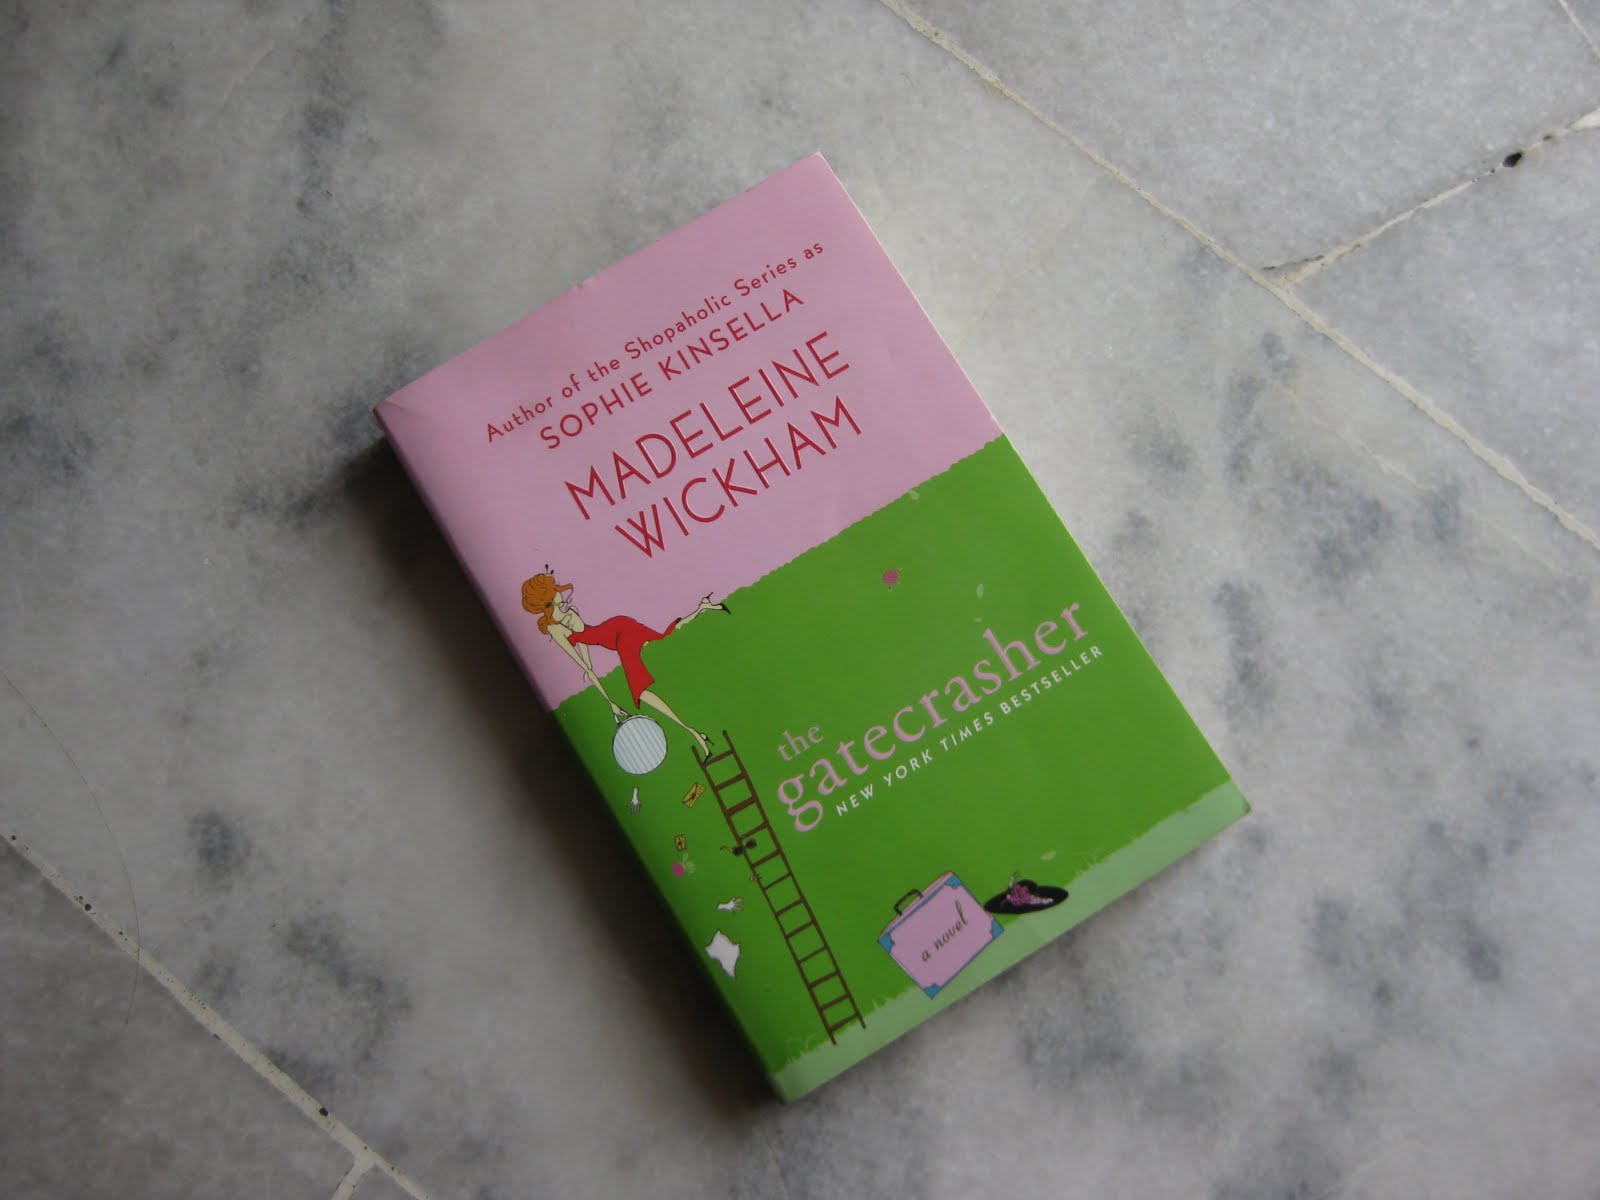 Author of the Shopaholic Series as
SOPHIE KINSELLA
MADELEINE
WICKHAM
the
gatecrasher
NEW YORK TIMES BESTSELLER
a novel